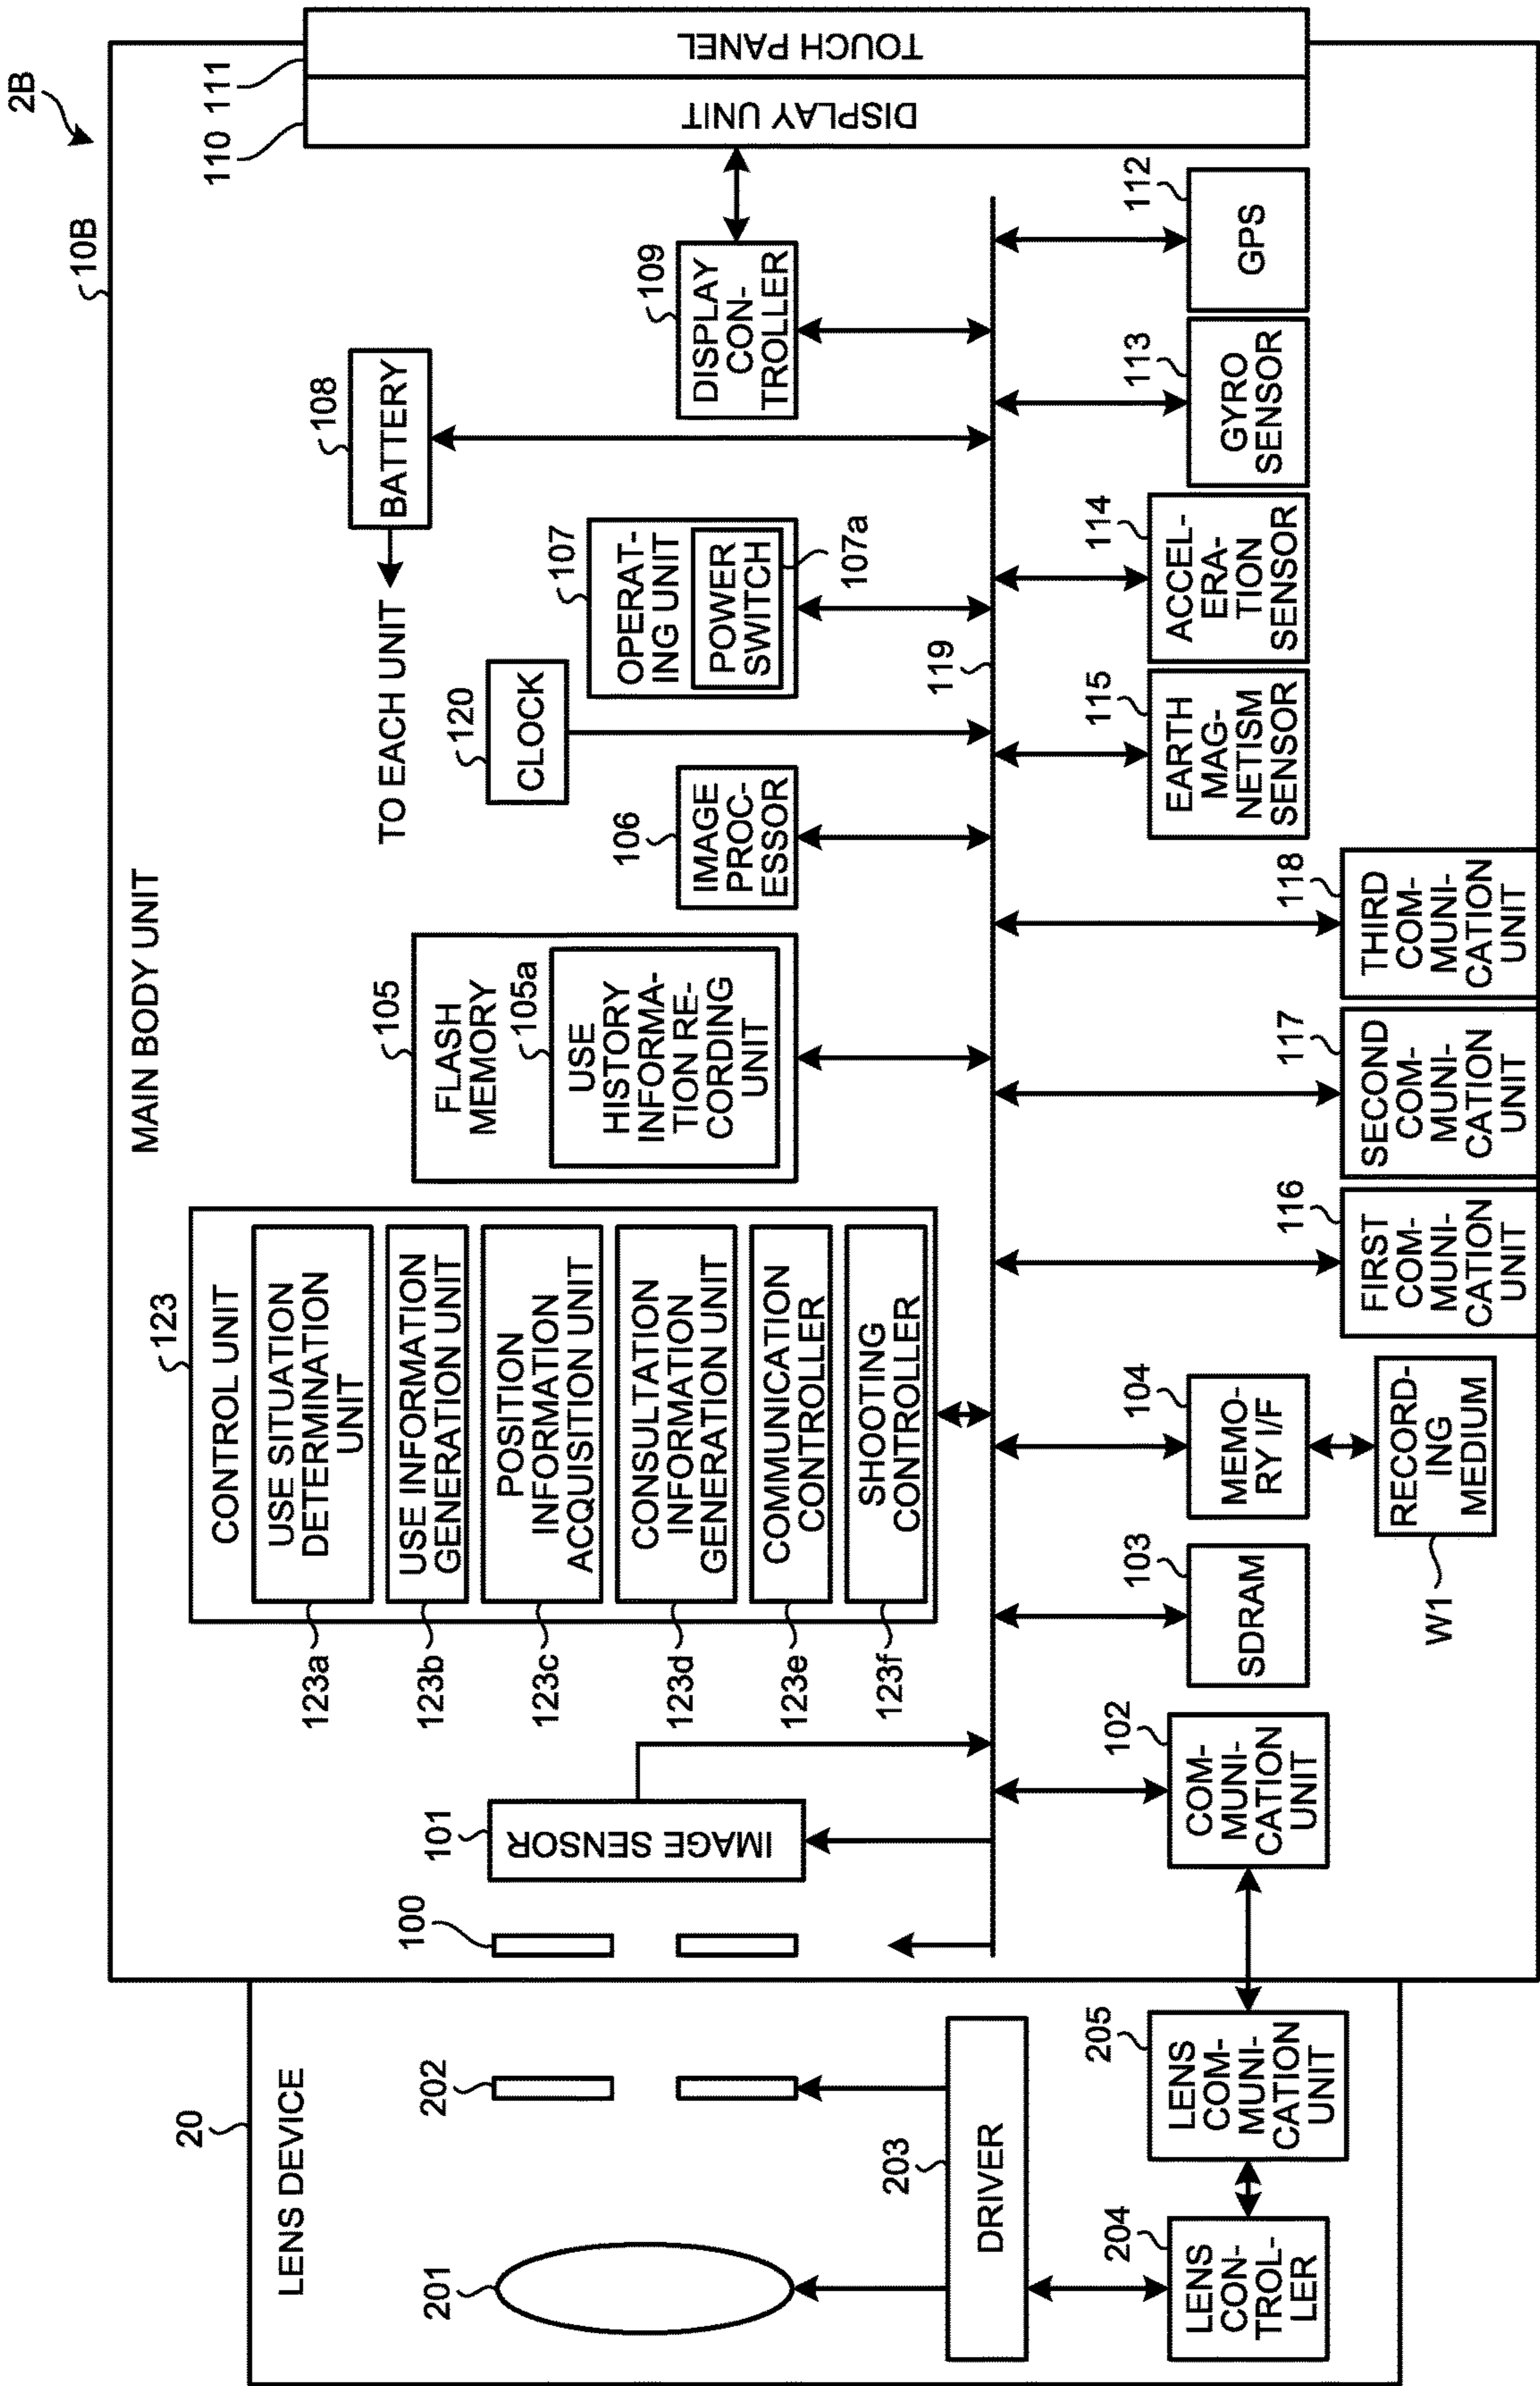 2B
10B
MAIN BODY UNIT
20
LENS DEVICE
201
202
203
DRIVER
204
LENS
CON-
TROL-
LER
205
LENS
COM-
MUNI-
CATION
UNIT
100
101
IMAGE SENSOR
123
CONTROL UNIT
123a
USE SITUATION
DETERMINATION
UNIT
123b
USE INFORMATION
GENERATION UNIT
123c
POSITION
INFORMATION
ACQUISITION UNIT
123d
CONSULTATION
INFORMATION
GENERATION UNIT
123e
COMMUNICATION
CONTROLLER
123f
SHOOTING
CONTROLLER
105
FLASH
MEMORY
105a
USE
HISTORY
INFORMA-
TION RE-
CORDING
UNIT
106
IMAGE
PROC-
ESSOR
120
CLOCK
107
OPERAT-
ING UNIT
POWER
SWITCH
107a
TO EACH UNIT
108
BATTERY
109
DISPLAY
CON-
TROLLER
110
DISPLAY UNIT
111
TOUCH PANEL
119
102
COM-
MUNI-
CATION
UNIT
103
SDRAM
104
MEMO-
RY I/F
W1
RECORD-
ING
MEDIUM
116
FIRST
COM-
MUNI-
CATION
UNIT
117
SECOND
COM-
MUNI-
CATION
UNIT
118
THIRD
COM-
MUNI-
CATION
UNIT
115
EARTH
MAG-
NETISM
SENSOR
114
ACCEL-
ERA-
TION
SENSOR
113
GYRO
SENSOR
112
GPS